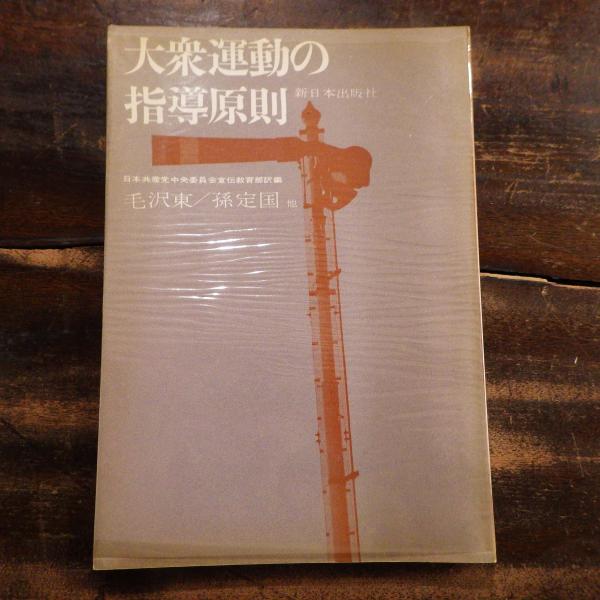 大衆運動の
指導原則
新日本出版社
日本共産党中央委員会宣伝教育部訳編
毛沢東／孫定国 他